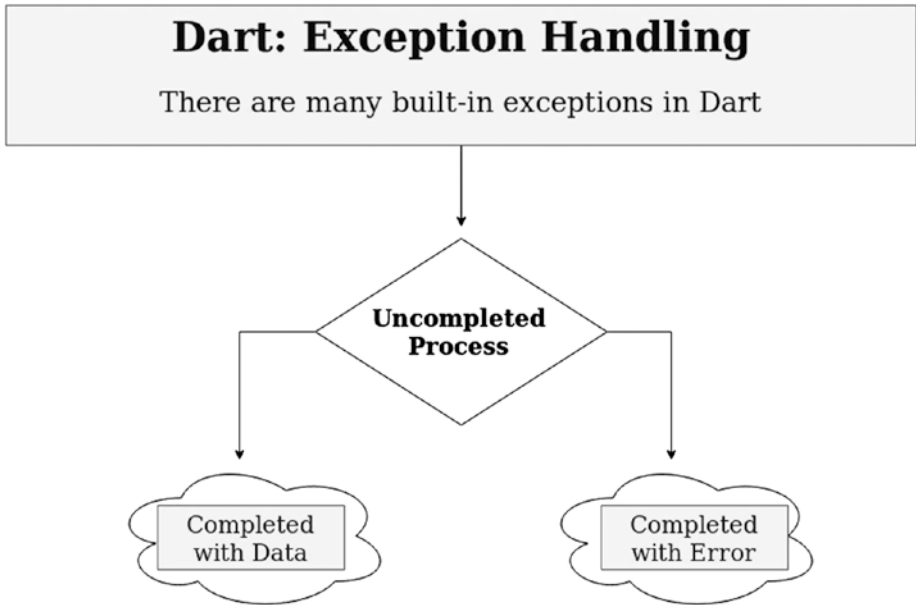 Dart: Exception Handling
There are many built-in exceptions in Dart
Uncompleted
Process
Completed
with Data
Completed
with Error